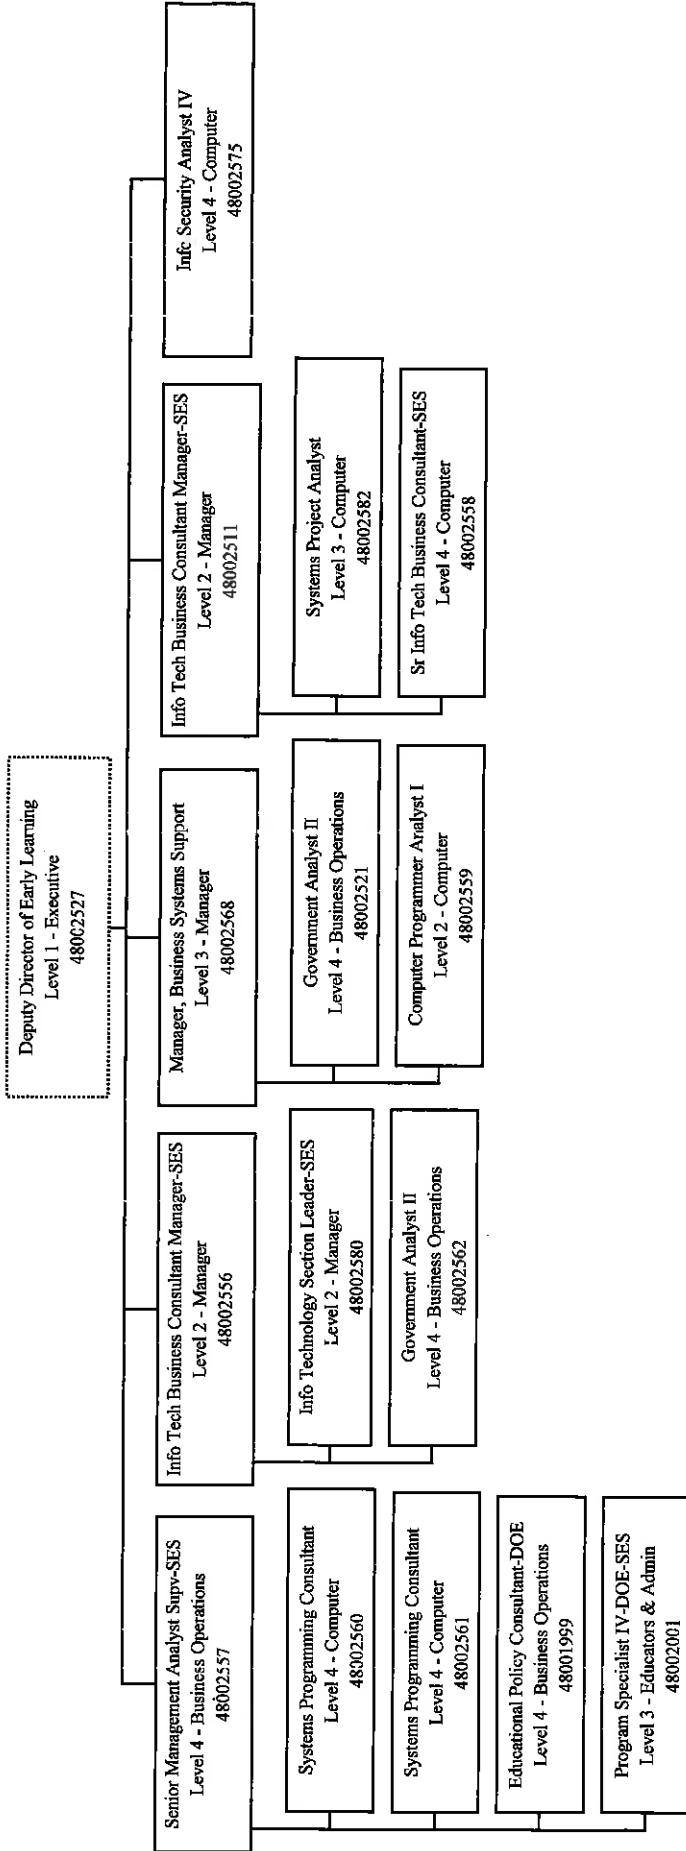 Deputy Director of Early Learning
Level 1 - Executive
48002527
Senior Management Analyst Supv-SES
Level 4 - Business Operations
48002557
Systems Programming Consultant
Level 4 - Computer
48002560
Systems Programming Consultant
Level 4 - Computer
48002561
Educational Policy Consultant-DOE
Level 4 - Business Operations
48001999
Program Specialist IV-DOE-SES
Level 3 - Educators & Admin
48002001
Info Tech Business Consultant Manager-SES
Level 2 - Manager
48002556
Info Technology Section Leader-SES
Level 2 - Manager
48002580
Government Analyst II
Level 4 - Business Operations
48002562
Manager, Business Systems Support
Level 3 - Manager
48002568
Government Analyst II
Level 4 - Business Operations
48002521
Computer Programmer Analyst I
Level 2 - Computer
48002559
Info Tech Business Consultant Manager-SES
Level 2 - Manager
48002511
Systems Project Analyst
Level 3 - Computer
48002582
Sr Info Tech Business Consultant-SES
Level 4 - Computer
48002558
Info Security Analyst IV
Level 4 - Computer
48002575